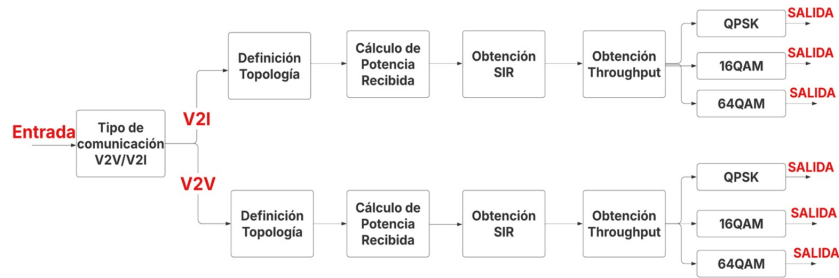 Entrada
Tipo de
comunicación
V2V/V2I
V2I
Definición
Topología
Cálculo de
Potencia
Recibida
Obtención
SIR
Obtención
Throughput
QPSK
SALIDA
16QAM
SALIDA
64QAM
SALIDA
V2V
Definición
Topología
Cálculo de
Potencia
Recibida
Obtención
SIR
Obtención
Throughput
QPSK
SALIDA
16QAM
SALIDA
64QAM
SALIDA